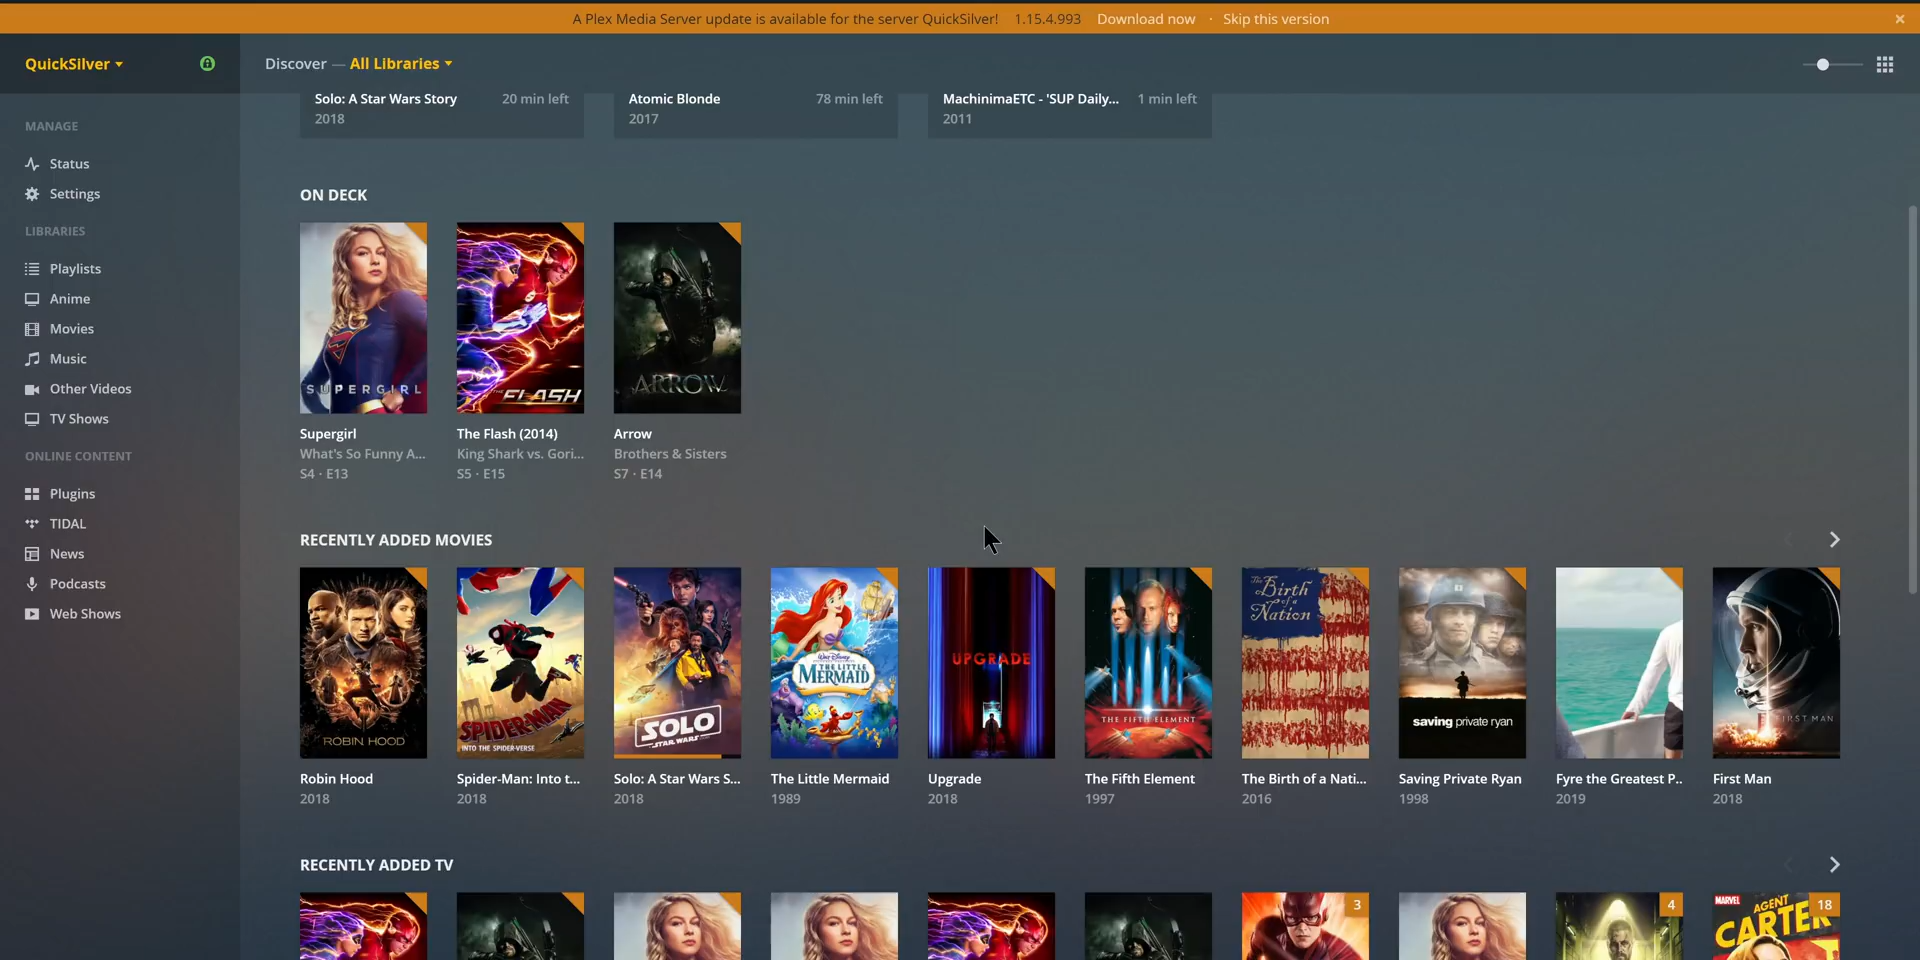 A Plex Media Server update is available for the server QuickSilver! 1.15.4.993 Download now · Skip this version ×
QuickSilver
Discover — All Libraries
MANAGE
Status
Settings
LIBRARIES
Playlists
Anime
Movies
Music
Other Videos
TV Shows
ONLINE CONTENT
Plugins
TIDAL
News
Podcasts
Web Shows
Solo: A Star Wars Story 20 min left
2018
Atomic Blonde 78 min left
2017
MachinimaETC - 'SUP Daily... 1 min left
2011
ON DECK
SUPERGIRL
THE FLASH
ARROW
Supergirl
What's So Funny A...
S4 · E13
The Flash (2014)
King Shark vs. Gori...
S5 · E15
Arrow
Brothers & Sisters
S7 · E14
RECENTLY ADDED MOVIES
ROBIN HOOD
SPIDER-MAN
INTO THE SPIDER-VERSE
SOLO
A STAR WARS STORY
Walt Disney
THE LITTLE
MERMAID
UPGRADE
THE FIFTH ELEMENT
The
Birth
of a
Nation
saving private ryan
FIRST MAN
Robin Hood
2018
Spider-Man: Into t...
2018
Solo: A Star Wars S...
2018
The Little Mermaid
1989
Upgrade
2018
The Fifth Element
1997
The Birth of a Nati...
2016
Saving Private Ryan
1998
Fyre the Greatest P..
2019
First Man
2018
RECENTLY ADDED TV
3
4
MARVEL
AGENT
CARTER
18